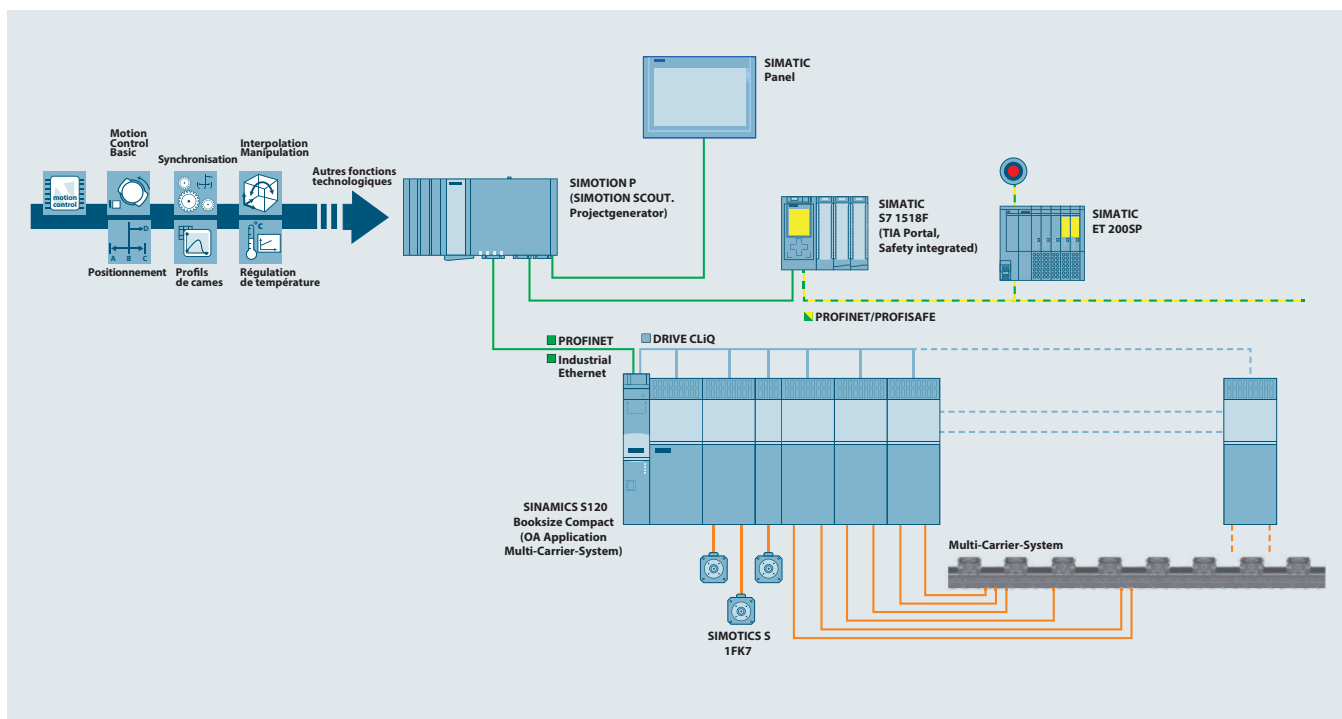 SIMATIC
Panel
Motion
Control
Basic
Synchronisation
Interpolation
Manipulation
Autres fonctions
technologiques
motion
control
°C
D
A B C
Positionnement
Profils
de cames
Régulation
de température
SIMOTION P
(SIMOTION SCOUT.
Projectgenerator)
SIMATIC
S7 1518F
(TIA Portal,
Safety integrated)
SIMATIC
ET 200SP
PROFINET/PROFISAFE
PROFINET
Industrial
Ethernet
DRIVE CLiQ
SINAMICS S120
Booksize Compact
(OA Application
Multi-Carrier-System)
Multi-Carrier-System
SIMOTICS S
1FK7